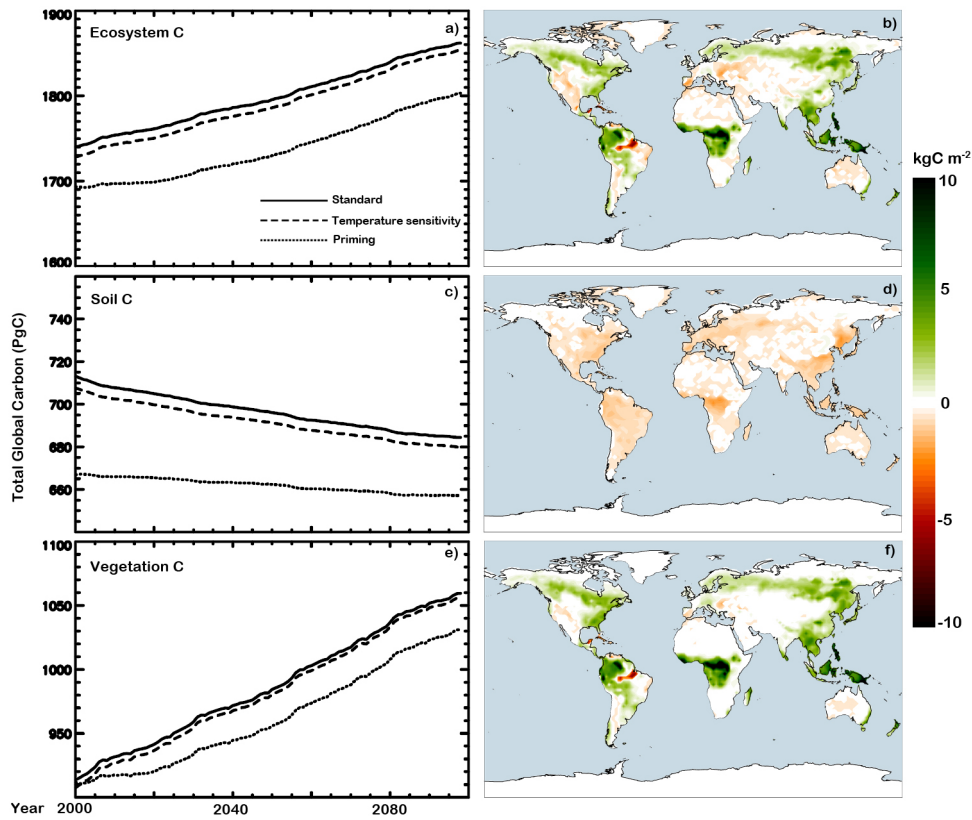 1900
Ecosystem C
a)
1800
1700
1600
Standard
Temperature sensitivity
Priming
b)
kgC m-2
10
5
0
-5
-10
Total Global Carbon (PgC)
Soil C
c)
740
720
700
680
660
d)
1100
Vegetation C
e)
1050
1000
950
f)
Year 2000 2040 2080